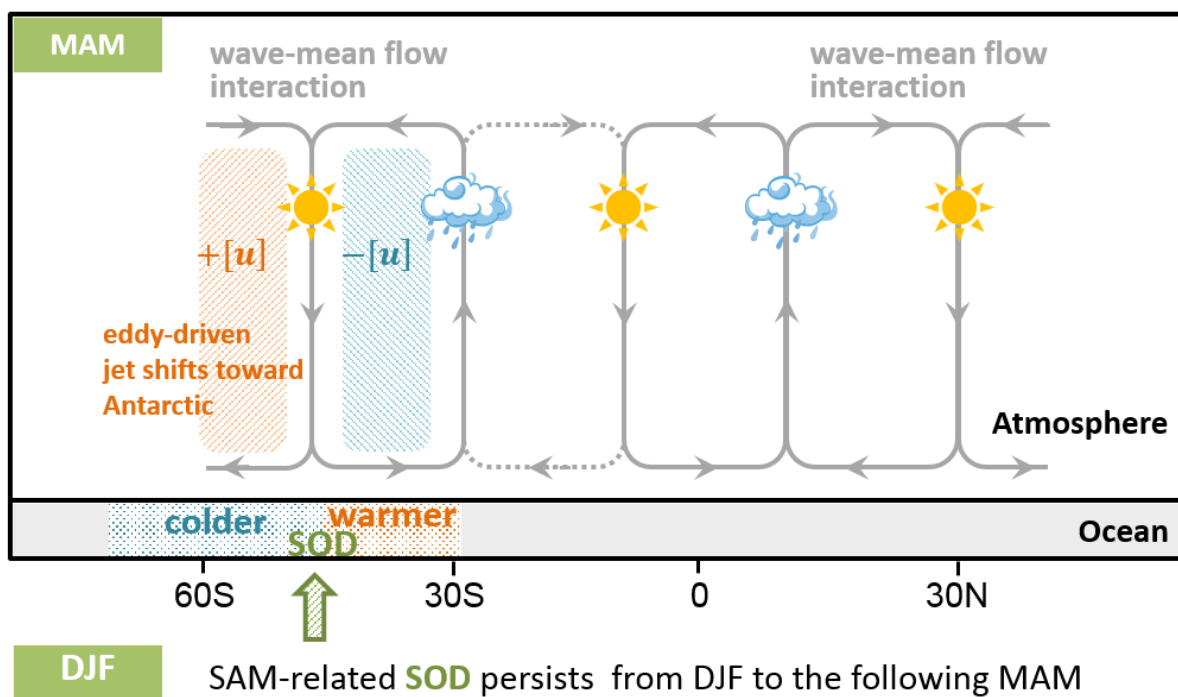 MAM
wave-mean flow
interaction
wave-mean flow
interaction
+[u]
−[u]
eddy-driven
jet shifts toward
Antarctic
Atmosphere
colder
warmer
SOD
Ocean
60S
30S
0
30N
DJF
SAM-related SOD persists from DJF to the following MAM